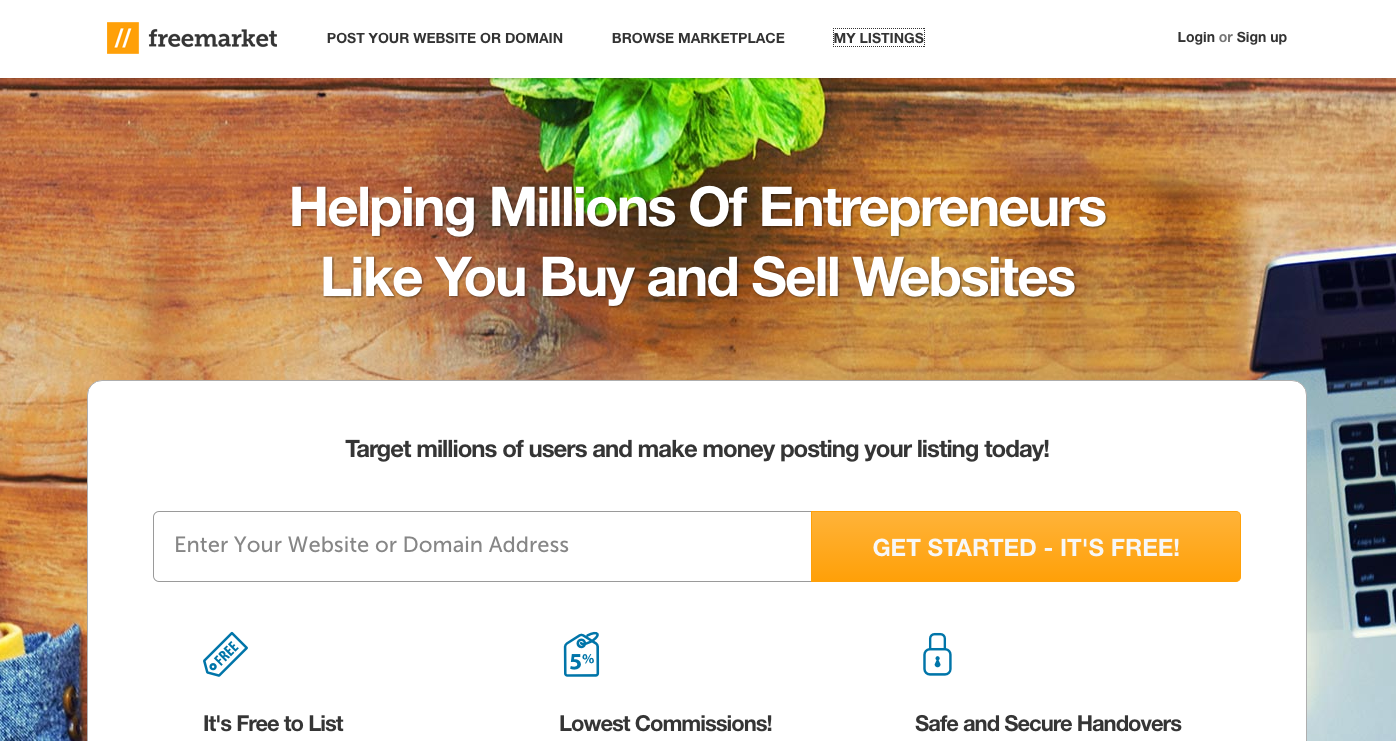 // freemarket
POST YOUR WEBSITE OR DOMAIN
BROWSE MARKETPLACE
MY LISTINGS
Login or Sign up
Helping Millions Of Entrepreneurs
Like You Buy and Sell Websites
Target millions of users and make money posting your listing today!
Enter Your Website or Domain Address
GET STARTED - IT'S FREE!
FREE
5%
It's Free to List
Lowest Commissions!
Safe and Secure Handovers